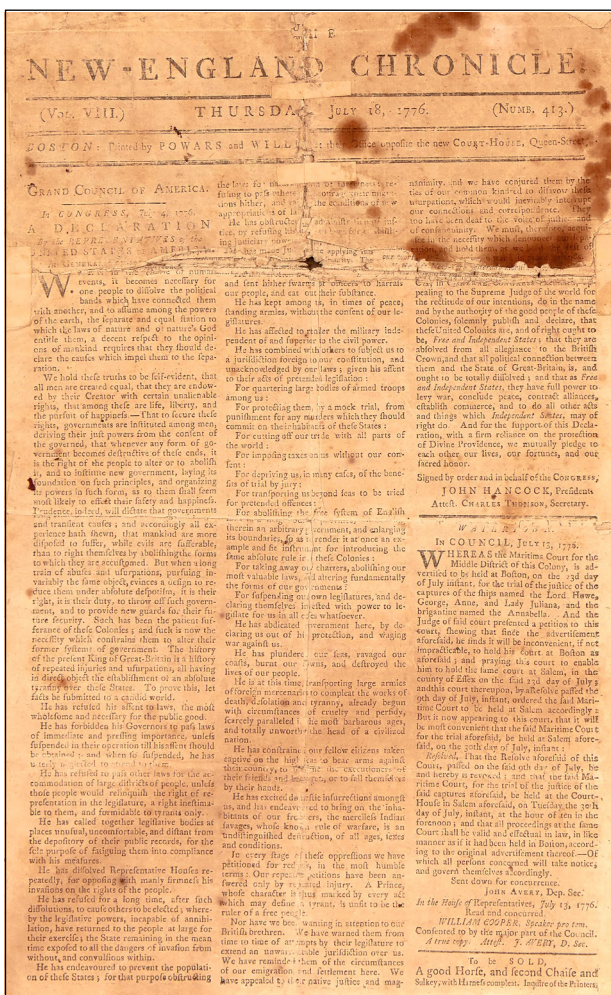 THE
NEW-ENGLAND CHRONICLE.
(Vol. VIII.) THURSDAY JULY 18, 1776. (NUMB. 413.)
BOSTON: Printed by POWARS and WILLIS at their Office opposite the new COURT-HOUSE, Queen-Street
GRAND COUNCIL OF AMERICA.
In CONGRESS, July 4, 1776.
A DECLARATION
By the REPRESENTATIVES of the
UNITED STATES of AMERICA
events, it becomes necessary for
one people to dissolve the political
bands which have connected them
with another, and to assume among the powers
of the earth, the separate and equal station to
which the laws of nature and of nature's God
entitle them, a decent respect to the opini-
ons of mankind requires that they should de-
clare the causes which impel them to the sepa-
ration.
We hold these truths to be self-evident, that
all men are created equal, that they are endow-
ed by their Creator with certain unalienable
rights, that among these are life, liberty, and
the pursuit of happiness.—That to secure these
rights, governments are instituted among men,
deriving their just powers from the consent of
the governed, that whenever any form of go-
vernment becomes destructive of these ends, it
is the right of the people to alter or to abolish
it, and to institute new government, laying its
foundation on such principles, and organizing
its powers in such form, as to them shall seem
most likely to effect their safety and happiness.
Prudence, indeed, will dictate that governments
and transient causes; and accordingly all ex-
perience hath shewn, that mankind are more
disposed to suffer, while evils are sufferable,
than to right themselves by abolishing the forms
to which they are accustomed. But when a long
train of abuses and usurpations, pursuing in-
variably the same object, evinces a design to re-
duce them under absolute despotism, it is their
right, it is their duty, to throw off such govern-
ment, and to provide new guards for their fu-
ture security. Such has been the patient suf-
ferance of these Colonies; and such is now the
necessity which constrains them to alter their
former systems of government. The history
of the present King of Great-Britain is a history
of repeated injuries and usurpations, all having
in direct object the establishment of an absolute
tyranny over these States. To prove this, let
facts be submitted to a candid world.
He has refused his assent to laws, the most
wholesome and necessary for the public good.
He has forbidden his Governors to pass laws
of immediate and pressing importance, unless
suspended in their operation till his assent should
be obtained; and when so suspended, he has
utterly neglected to attend to them.
He has refused to pass other laws for the ac-
commodation of large districts of people, unless
those people would relinquish the right of re-
presentation in the legislature, a right inestima-
ble to them, and formidable to tyrants only.
He has called together legislative bodies at
places unusual, uncomfortable, and distant from
the depository of their public records, for the
sole purpose of fatiguing them into compliance
with his measures.
He has dissolved Representative Houses re-
peatedly, for opposing with manly firmness his
invasions on the rights of the people.
He has refused for a long time, after such
dissolutions, to cause others to be elected; where-
by the legislative powers, incapable of annihi-
lation, have returned to the people at large for
their exercise; the State remaining in the mean
time exposed to all the dangers of invasion from
without, and convulsions within.
He has endeavoured to prevent the populati-
on of these States; for that purpose obstructing
the laws for
fusing to pass others
ons hither, and the conditions of new
appropriations of
He has obstructed
tice, by refusing his
ing judiciary
and sent hither swarms of officers to harrass
our people, and eat out their substance.
He has kept among us, in times of peace,
standing armies, without the consent of our le-
gislatures.
He has affected to render the military inde-
pendent of and superior to the civil power.
He has combined with others to subject us to
a jurisdiction foreign to our constitution, and
unacknowledged by our laws; given his assent
to their acts of pretended legislation:
For quartering large bodies of armed troops
among us:
For protecting them, by a mock trial, from
punishment for any murders which they should
commit on the inhabitants of these States:
For cutting off our trade with all parts of
the world:
For imposing taxes on us without our con-
sent:
For depriving us, in many cases, of the bene-
fits of trial by jury:
For transporting us beyond seas to be tried
for pretended offences:
For abolishing the free system of English
therein an arbitrary government, and enlarging
its boundaries, so as to render it at once an ex-
ample and fit instrument for introducing the
same absolute rule into these Colonies:
For taking away our charters, abolishing our
most valuable laws, and altering fundamentally
the forms of our governments:
For suspending our own legislatures, and de-
claring themselves invested with power to le-
gislate for us in all cases whatsoever.
He has abdicated government here, by de-
claring us out of his protection, and waging
war against us.
He has plundered our seas, ravaged our
coasts, burnt our towns, and destroyed the
lives of our people.
He is at this time, transporting large armies
of foreign mercenaries to compleat the works of
death, desolation and tyranny, already begun
with circumstances of cruelty and perfidy,
scarcely paralleled in the most barbarous ages,
and totally unworthy the head of a civilized
nation.
He has constrained our fellow citizens taken
captive on the high seas to bear arms against
their country, to become the executioners of
their friends and brethren, or to fall themselves
by their hands.
He has excited domestic insurrections amongst
us, and has endeavoured to bring on the inha-
bitants of our frontiers, the merciless Indian
savages, whose known rule of warfare, is an
undistinguished destruction, of all ages, sexes
and conditions.
In every stage of these oppressions we have
petitioned for redress, in the most humble
terms: Our repeated petitions have been an-
swered only by repeated injury. A Prince,
whose character is thus marked by every act
which may define a tyrant, is unfit to be the
ruler of a free people.
Nor have we been wanting in attention to our
British brethren. We have warned them from
time to time of attempts by their legislature to
extend an unwarrantable jurisdiction over us.
We have reminded them of the circumstances
of our emigration and settlement here. We
have appealed to their native justice and mag-
nanimity, and we have conjured them by the
ties of our common kindred to disavow these
usurpations, which would inevitably interrupt
our connections and correspondence. They
too have been deaf to the voice of justice and
of consanguinity. We must, therefore, acqui-
esce in the necessity which denounces our
pealing to the Supreme Judge of the world for
the rectitude of our intentions, do in the name
and by the authority of the good people of these
Colonies, solemnly publish and declare, that
these United Colonies are, and of right ought to
be, Free and Independent States; that they are
absolved from all allegiance to the British
Crown, and that all political connection between
them and the State of Great-Britain, is, and
ought to be totally dissolved; and that as Free
and Independent States, they have full power to
levy war, conclude peace, contract alliances,
establish commerce, and to do all other acts
and things which Independent States, may of
right do. And for the support of this Decla-
ration, with a firm reliance on the protection
of Divine Providence, we mutually pledge to
each other our lives, our fortunes, and our
sacred honor.
Signed by order and in behalf of the CONGRESS,
JOHN HANCOCK, President.
Attest. CHARLES THOMSON, Secretary.
In COUNCIL, JULY 15, 1776.
WHEREAS the Maritime Court for the
Middle District of this Colony, is ad-
vertised to be held at Boston, on the 23d day
of July instant, for the trial of the justice of the
captures of the ships named the Lord Howe,
George, Anne, and Lady Juliana, and the
brigantine named the Annabella. And the
Judge of said court presented a petition to this
court, shewing that since the advertisement
aforesaid, he finds it will be inconvenient, if not
impracticable, to hold his court at Boston as
aforesaid; and praying this court to enable
him to hold the same court at Salem, in the
county of Essex on the said 23d day of July;
and this court thereupon, by a resolve passed the
10th day of July, instant, ordered the said Mari-
time Court to be held at Salem accordingly:
But it now appearing to this court, that it will
be most convenient that the said Maritime Court
for the trial aforesaid, be held at Salem afore-
said, on the 30th day of July, instant:
Resolved, That the Resolve aforesaid of this
Court, passed on the 10th day of July, be
and hereby is reversed; and that the said Ma-
ritime Court, for the trial of the justice of the
said captures aforesaid, be held at the Court-
House in Salem aforesaid, on Tuesday the 30th
day of July, instant, at the hour of ten in the
forenoon; and that all proceedings at the same
Court shall be valid and effectual in law, in like
manner as if it had been held in Boston, accord-
ing to the original advertisement thereof.—Of
which all persons concerned will take notice,
and govern themselves accordingly.
Sent down for concurrence.
JOHN AVERY, Dep. Sec.
In the House of Representatives, July 15, 1776.
Read and concurred.
WILLIAM COOPER, Speaker pro tem.
Consented to by the major part of the Council.
A true copy. Attest. J. AVERY, D. Sec.
To be SOLD,
A good Horse, and second Chaise and
Sulkey, with Harness compleat. Inquire of the Printers.